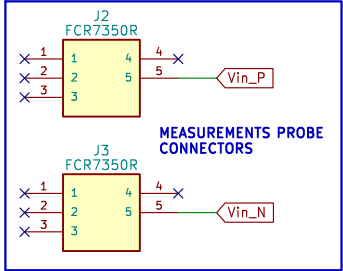 J2
FCR7350R
1 1 4 4
2 2 5 5 Vin_P
3 3
MEASUREMENTS PROBE
CONNECTORS
J3
FCR7350R
1 1 4 4
2 2 5 5 Vin_N
3 3